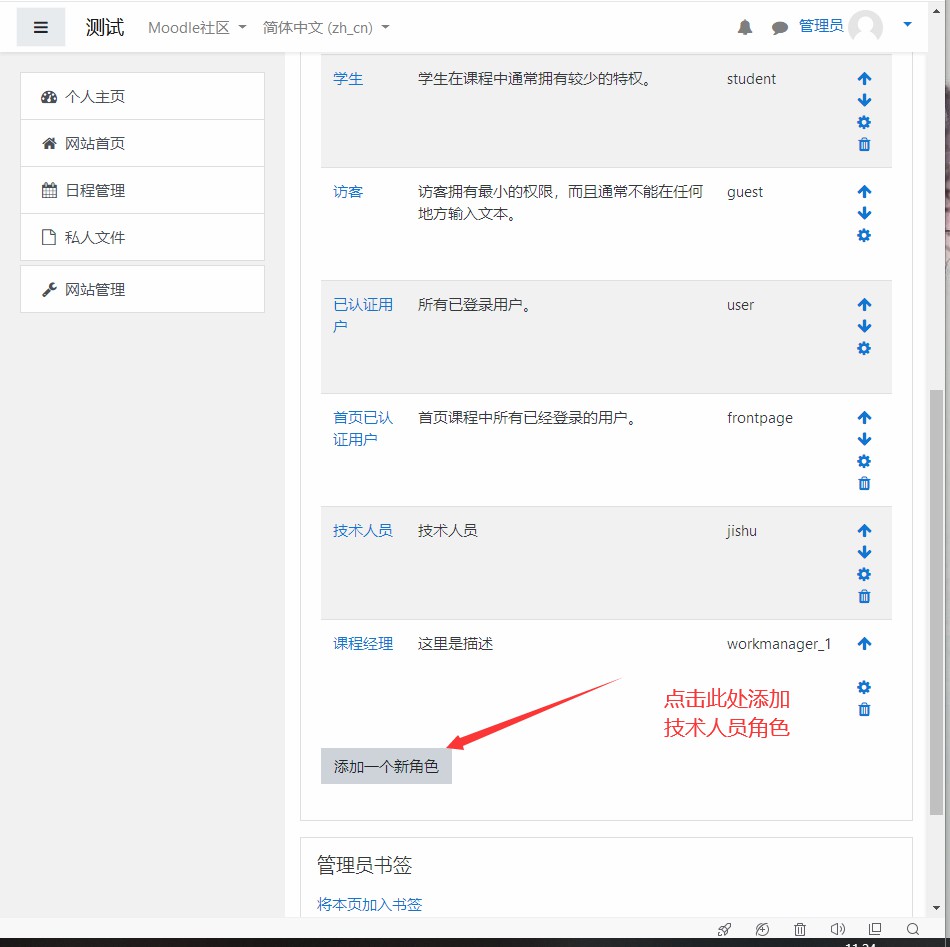 测试
Moodle社区
简体中文 (zh_cn)
管理员
个人主页
网站首页
日程管理
私人文件
网站管理
学生
学生在课程中通常拥有较少的特权。
student
访客
访客拥有最小的权限，而且通常不能在任何
地方输入文本。
guest
已认证用
户
所有已登录用户。
user
首页已认
证用户
首页课程中所有已经登录的用户。
frontpage
技术人员
技术人员
jishu
课程经理
这里是描述
workmanager_1
点击此处添加
技术人员角色
添加一个新角色
管理员书签
将本页加入书签